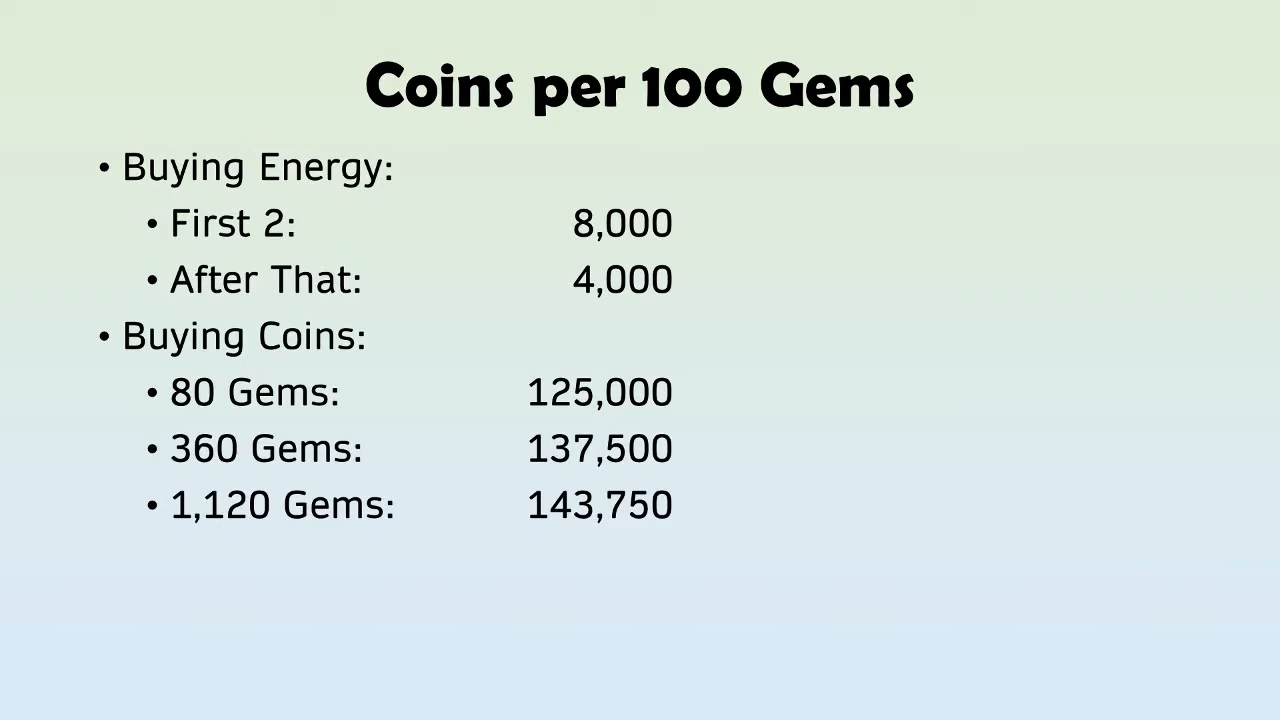 Coins per 100 Gems
• Buying Energy:
• First 2: 8,000
• After That: 4,000
• Buying Coins:
• 80 Gems: 125,000
• 360 Gems: 137,500
• 1,120 Gems: 143,750